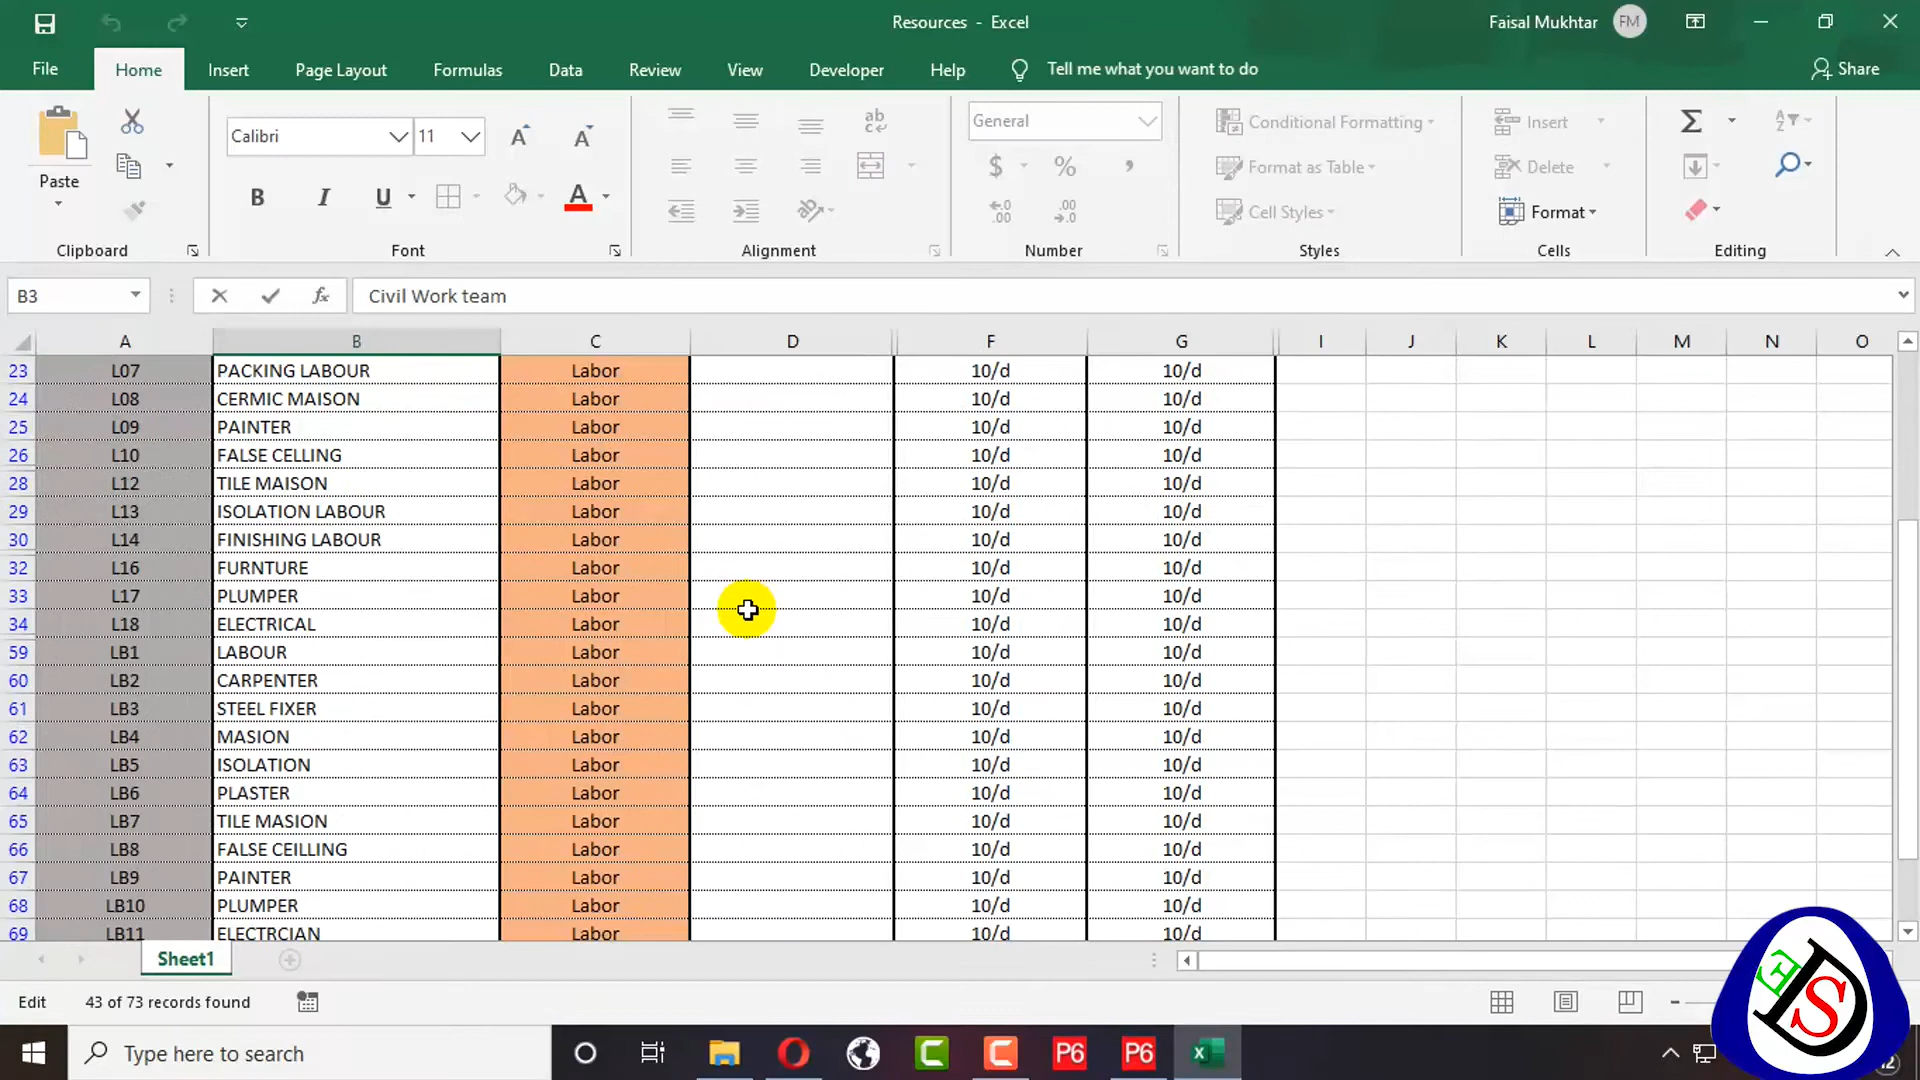 Resources - Excel
Faisal Mukhtar FM
File Home Insert Page Layout Formulas Data Review View Developer Help Tell me what you want to do Share
Paste
Calibri 11
B I U A
ab
General
$ %
Conditional Formatting
Format as Table
Cell Styles
Insert
Delete
Format
Clipboard Font Alignment Number Styles Cells Editing
B3 fx Civil Work team
A B C D F G I J K L M N O
23 L07 PACKING LABOUR Labor 10/d 10/d
24 L08 CERMIC MAISON Labor 10/d 10/d
25 L09 PAINTER Labor 10/d 10/d
26 L10 FALSE CELLING Labor 10/d 10/d
28 L12 TILE MAISON Labor 10/d 10/d
29 L13 ISOLATION LABOUR Labor 10/d 10/d
30 L14 FINISHING LABOUR Labor 10/d 10/d
32 L16 FURNTURE Labor 10/d 10/d
33 L17 PLUMPER Labor 10/d 10/d
34 L18 ELECTRICAL Labor 10/d 10/d
59 LB1 LABOUR Labor 10/d 10/d
60 LB2 CARPENTER Labor 10/d 10/d
61 LB3 STEEL FIXER Labor 10/d 10/d
62 LB4 MASION Labor 10/d 10/d
63 LB5 ISOLATION Labor 10/d 10/d
64 LB6 PLASTER Labor 10/d 10/d
65 LB7 TILE MASION Labor 10/d 10/d
66 LB8 FALSE CEILLING Labor 10/d 10/d
67 LB9 PAINTER Labor 10/d 10/d
68 LB10 PLUMPER Labor 10/d 10/d
69 LB11 ELECTRCIAN Labor 10/d 10/d
Sheet1
Edit 43 of 73 records found
Type here to search
P6 P6